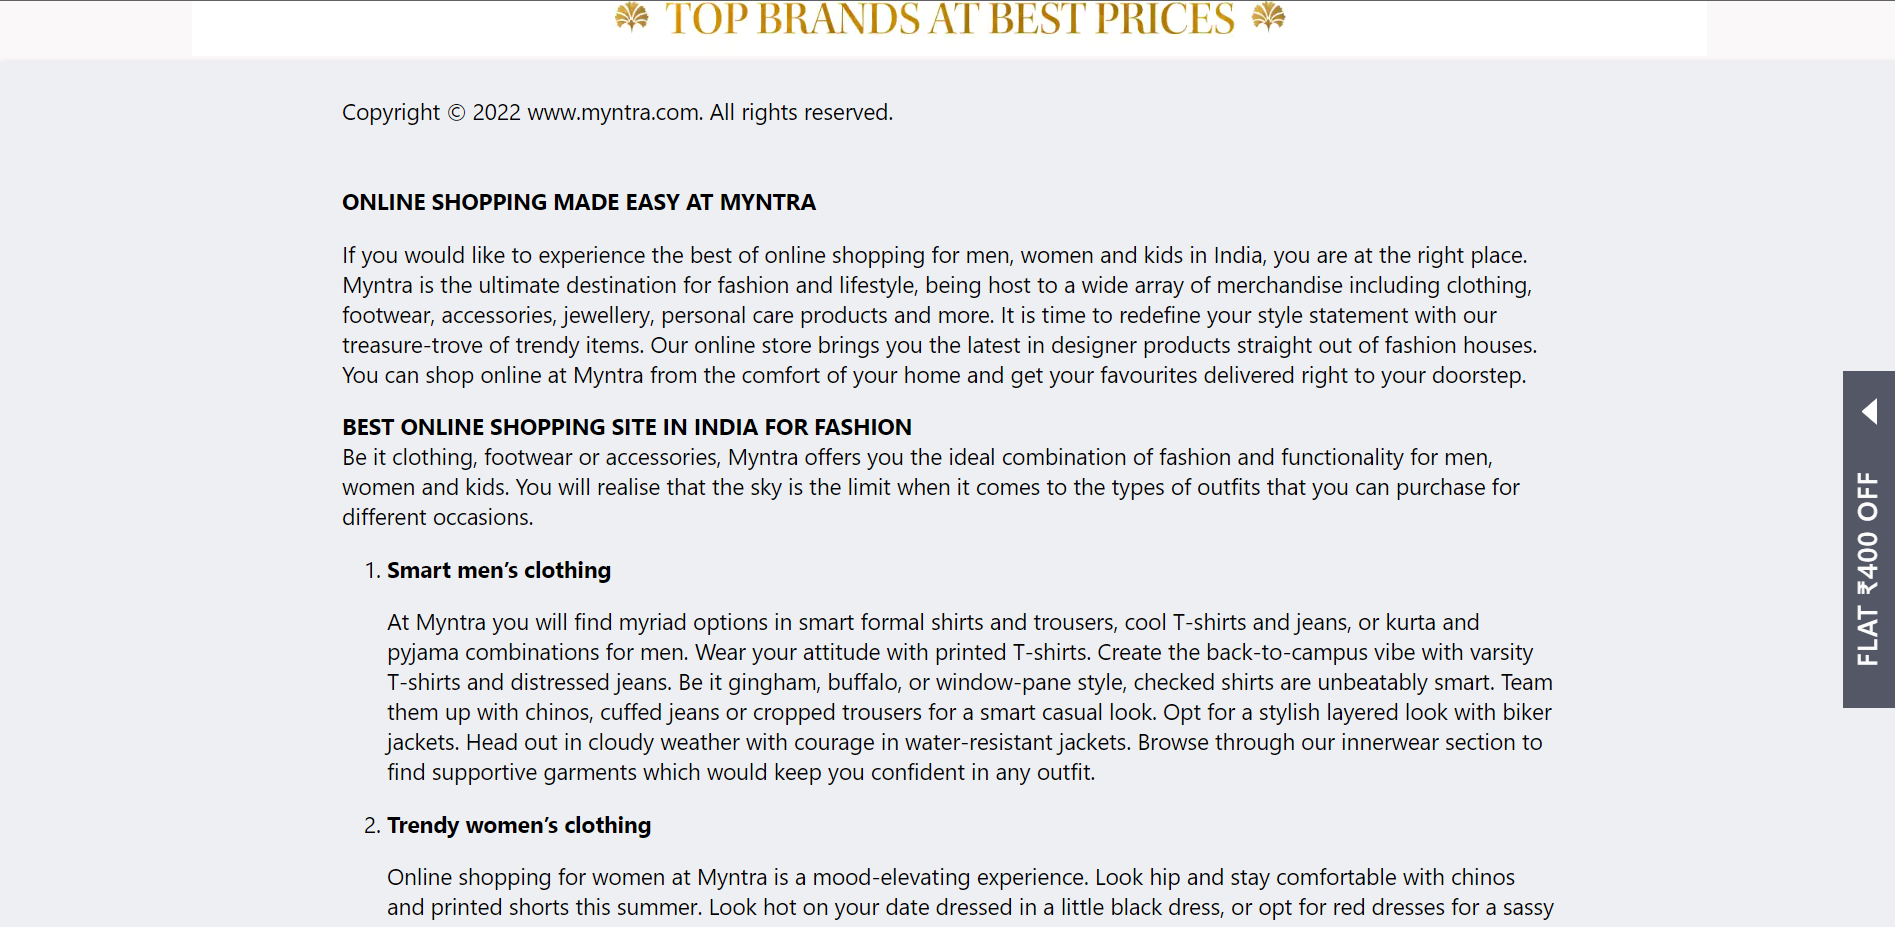 TOP BRANDS AT BEST PRICES
Copyright © 2022 www.myntra.com. All rights reserved.
ONLINE SHOPPING MADE EASY AT MYNTRA
If you would like to experience the best of online shopping for men, women and kids in India, you are at the right place.
Myntra is the ultimate destination for fashion and lifestyle, being host to a wide array of merchandise including clothing,
footwear, accessories, jewellery, personal care products and more. It is time to redefine your style statement with our
treasure-trove of trendy items. Our online store brings you the latest in designer products straight out of fashion houses.
You can shop online at Myntra from the comfort of your home and get your favourites delivered right to your doorstep.
BEST ONLINE SHOPPING SITE IN INDIA FOR FASHION
Be it clothing, footwear or accessories, Myntra offers you the ideal combination of fashion and functionality for men,
women and kids. You will realise that the sky is the limit when it comes to the types of outfits that you can purchase for
different occasions.
1. Smart men’s clothing
At Myntra you will find myriad options in smart formal shirts and trousers, cool T-shirts and jeans, or kurta and
pyjama combinations for men. Wear your attitude with printed T-shirts. Create the back-to-campus vibe with varsity
T-shirts and distressed jeans. Be it gingham, buffalo, or window-pane style, checked shirts are unbeatably smart. Team
them up with chinos, cuffed jeans or cropped trousers for a smart casual look. Opt for a stylish layered look with biker
jackets. Head out in cloudy weather with courage in water-resistant jackets. Browse through our innerwear section to
find supportive garments which would keep you confident in any outfit.
2. Trendy women’s clothing
Online shopping for women at Myntra is a mood-elevating experience. Look hip and stay comfortable with chinos
and printed shorts this summer. Look hot on your date dressed in a little black dress, or opt for red dresses for a sassy
FLAT ₹400 OFF